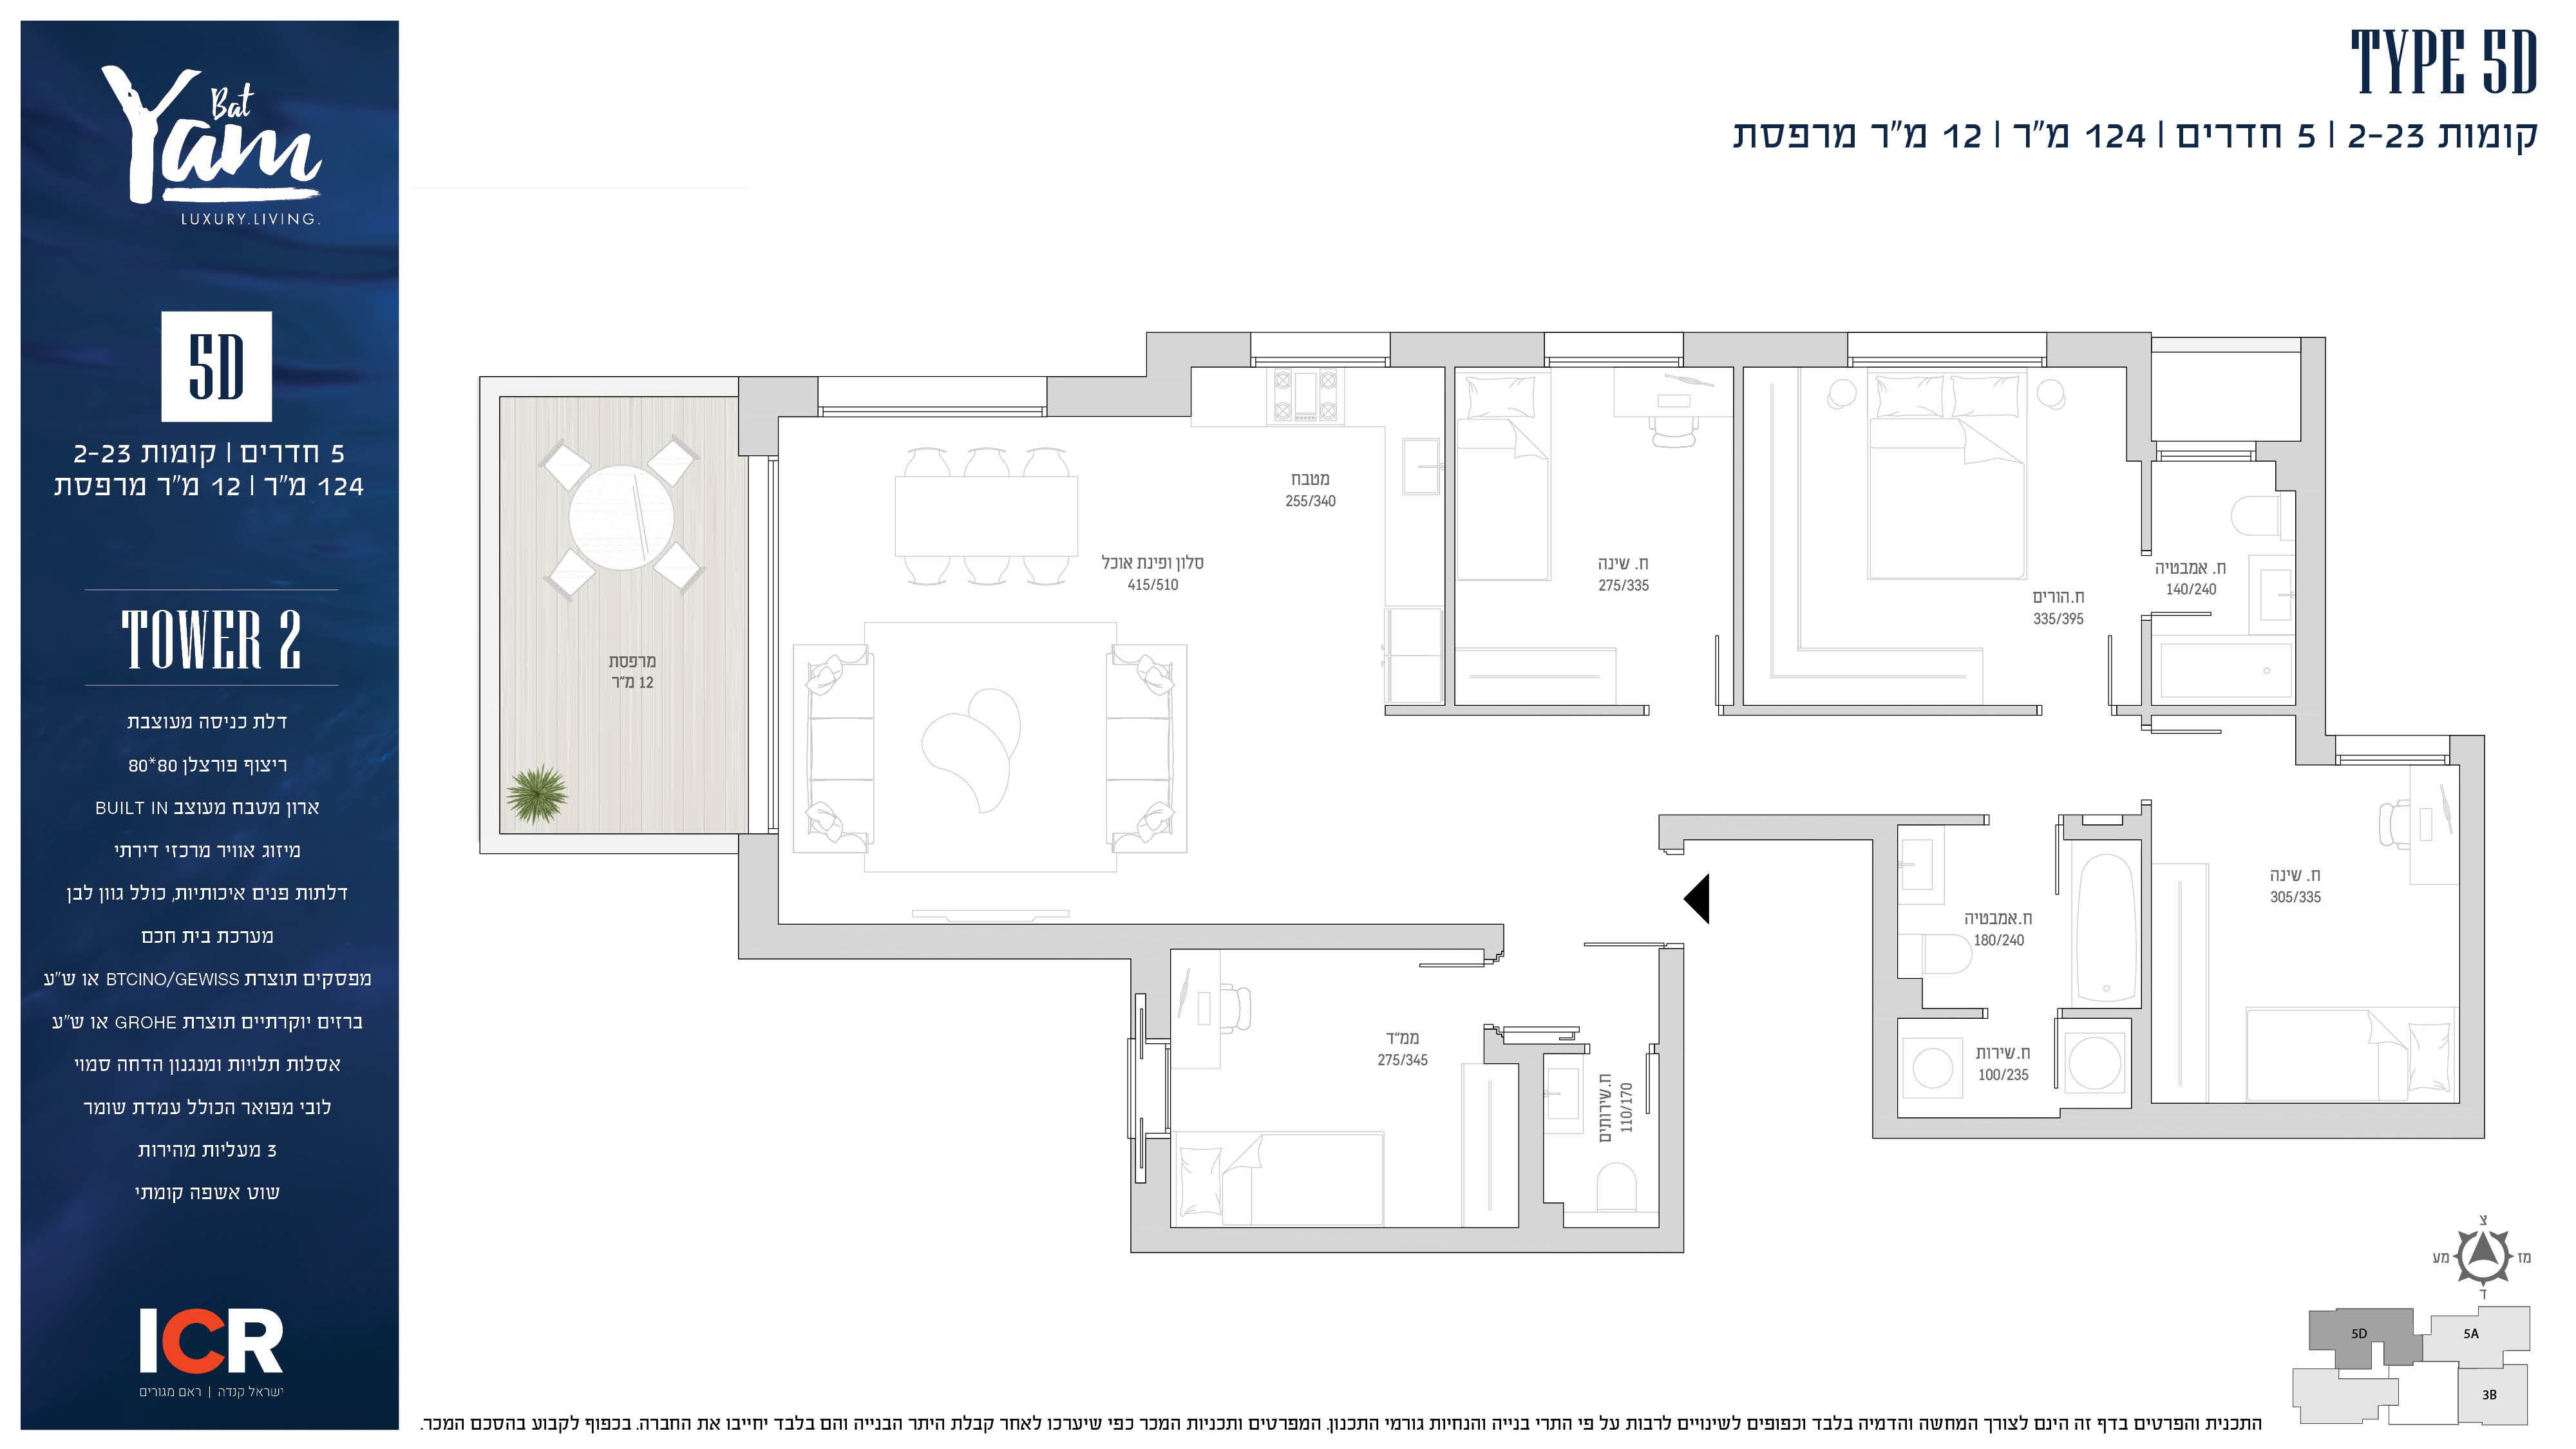 TYPE 5D
קומות 2-23 | 5 חדרים | 124 מ"ר | 12 מ"ר מרפסת
Bat
Yam
LUXURY.LIVING.
5D
5 חדרים | קומות 2-23
124 מ"ר | 12 מ"ר מרפסת
TOWER 2
דלת כניסה מעוצבת
ריצוף פורצלן 80*80
ארון מטבח מעוצב BUILT IN
מיזוג אוויר מרכזי דירתי
דלתות פנים איכותיות, כולל גוון לבן
מערכת בית חכם
מפסקים תוצרת BTCINO/GEWISS או ש"ע
ברזים יוקרתיים תוצרת GROHE או ש"ע
אסלות תלויות ומנגנון הדחה סמוי
לובי מפואר הכולל עמדת שומר
3 מעליות מהירות
שוט אשפה קומתי
ICR
ישראל קנדה | ראם מגורים
מטבח
255/340
סלון ופינת אוכל
415/510
ח. שינה
275/335
ח.הורים
335/395
ח. אמבטיה
140/240
מרפסת
12 מ"ר
ח. שינה
305/335
ח.אמבטיה
180/240
ח.שירות
100/235
ממ"ד
275/345
ח.שירותים
110/170
צ
מע
מז
ד
5D
5A
3B
התכנית והפרטים בדף זה הינם לצורך המחשה והדמיה בלבד וכפופים לשינויים לרבות על פי התרי בנייה והנחיות גורמי התכנון. המפרטים ותכניות המכר כפי שיערכו לאחר קבלת היתר הבנייה והם בלבד יחייבו את החברה. בכפוף לקבוע בהסכם המכר.